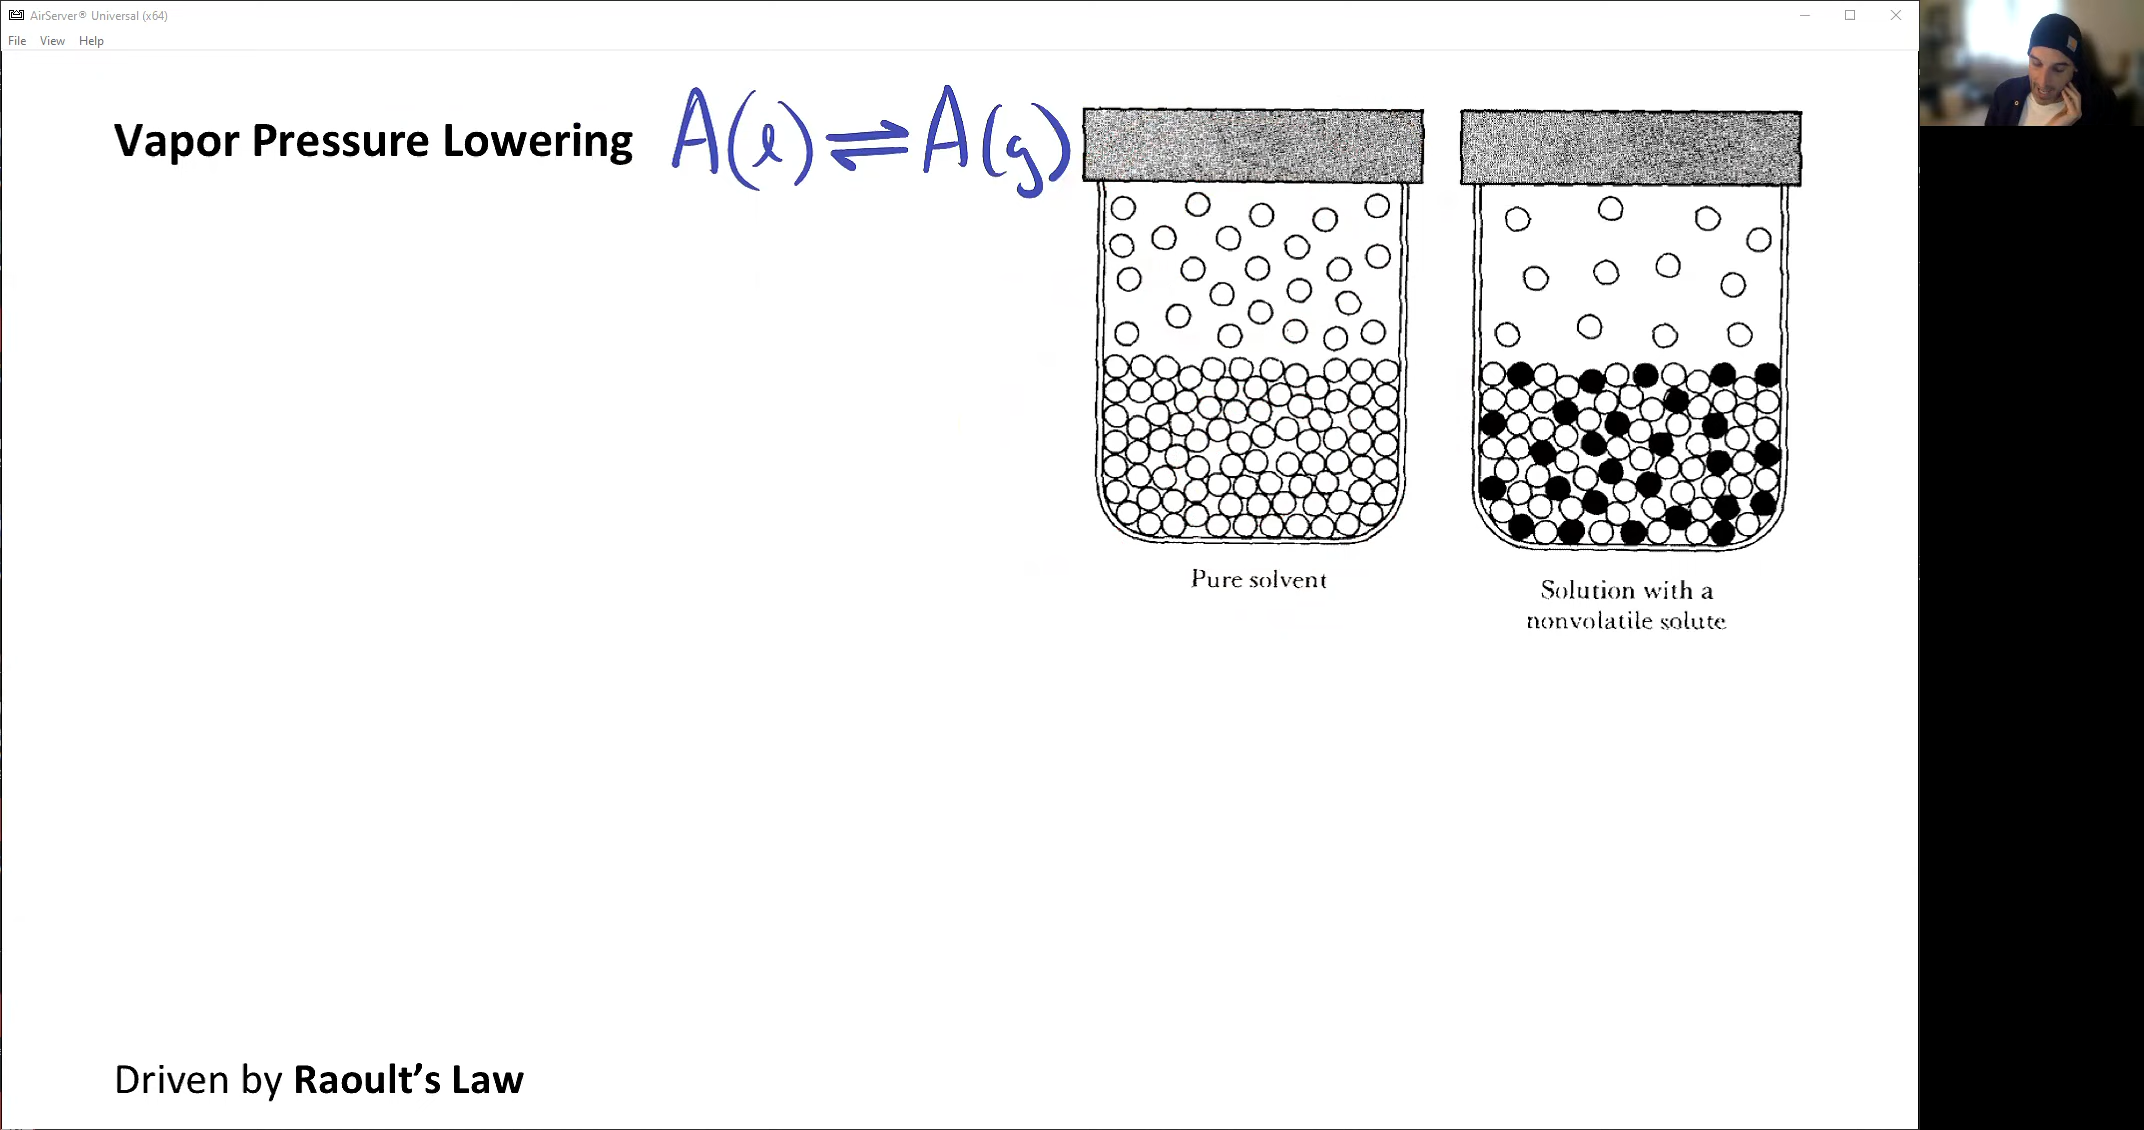 AirServer® Universal (x64)
File View Help
Vapor Pressure Lowering A(l) ⇌ A(g)
Pure solvent
Solution with a
nonvolatile solute
Driven by Raoult’s Law